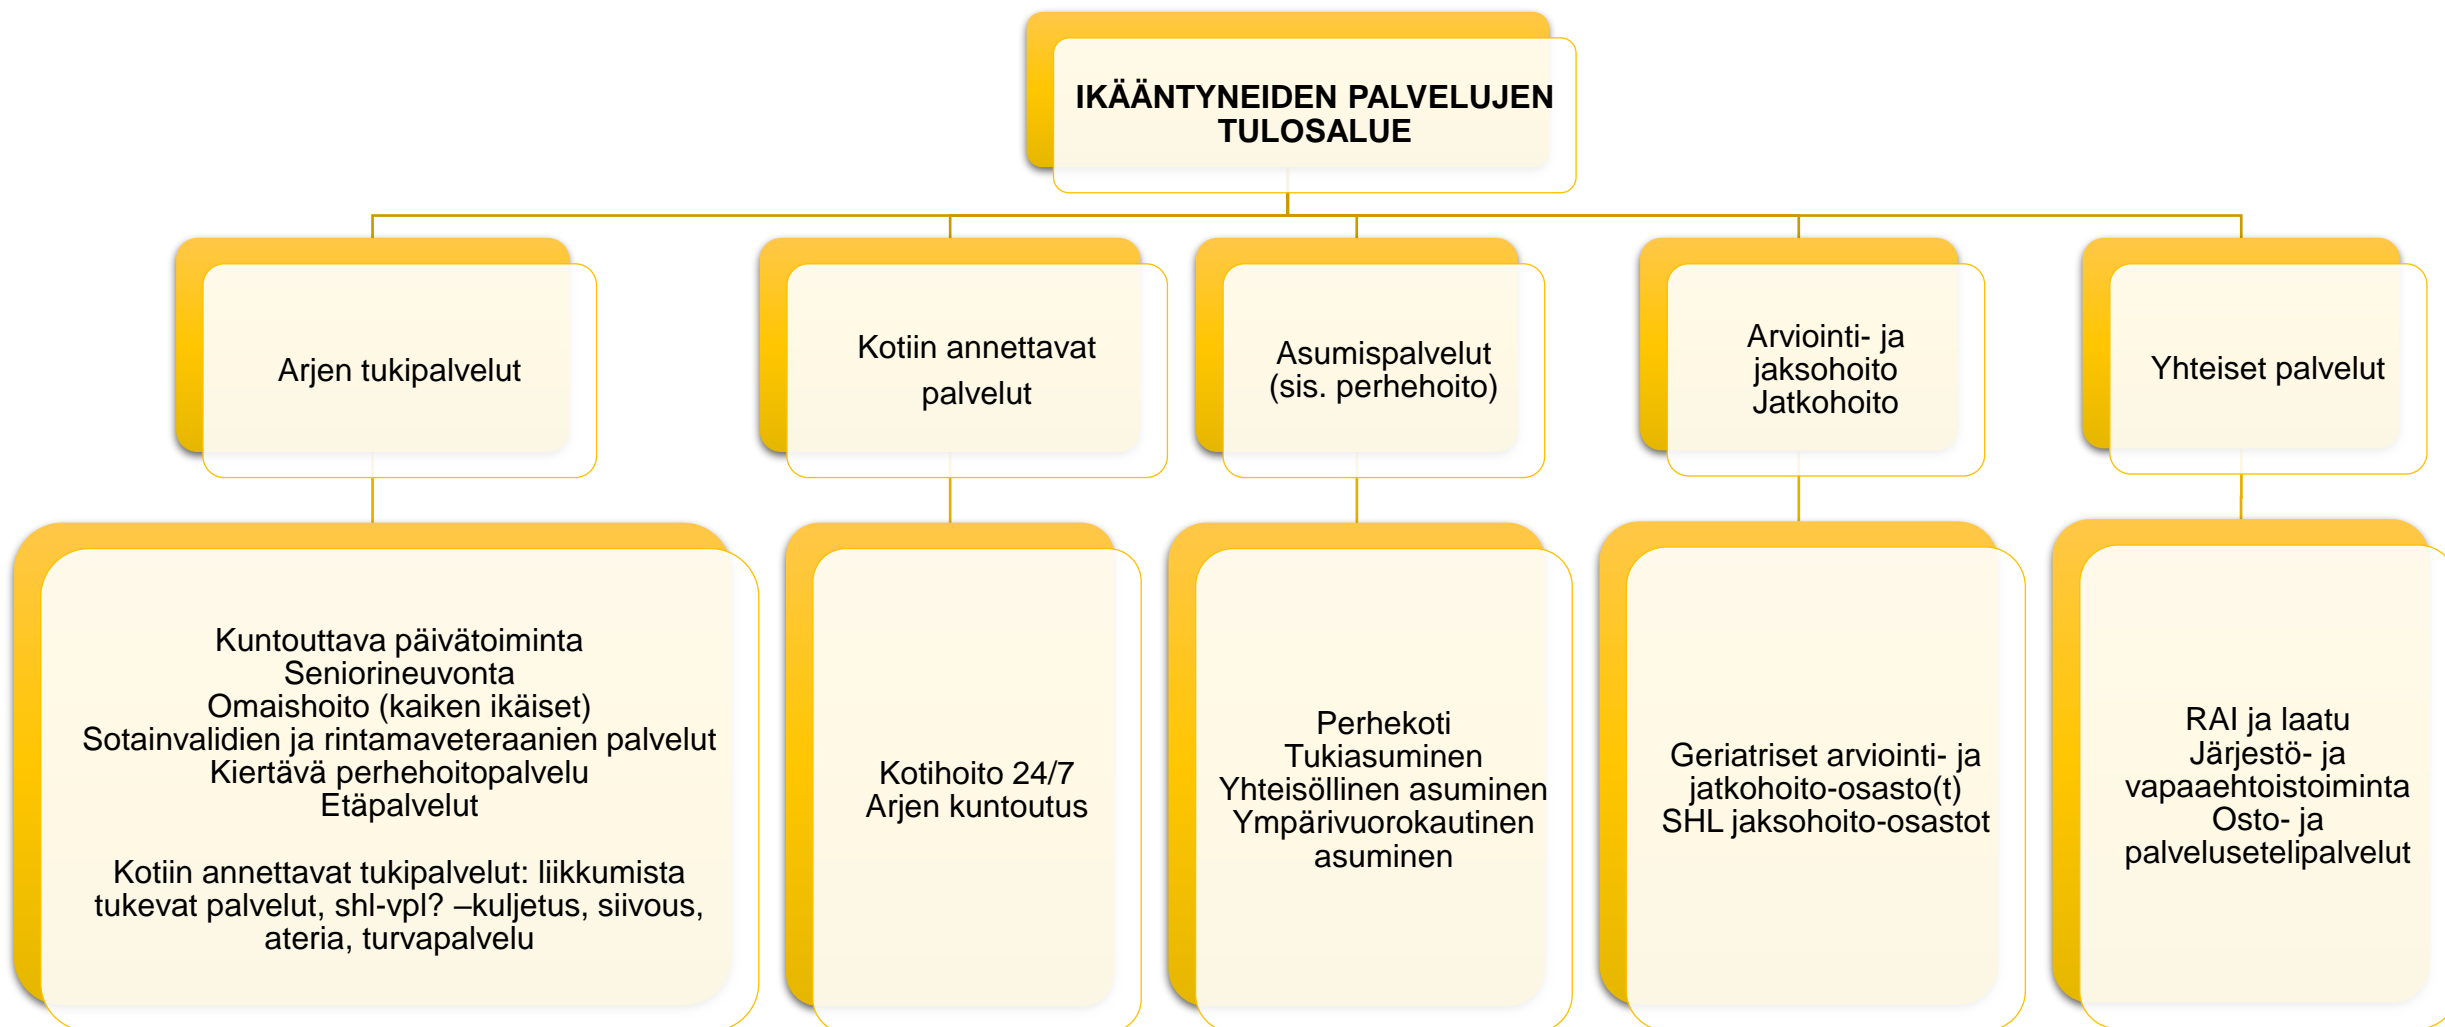 IKÄÄNTYNEIDEN PALVELUJEN
TULOSALUE
Arjen tukipalvelut
Kotiin annettavat
palvelut
Asumispalvelut
(sis. perhehoito)
Arviointi- ja
jaksohoito
Jatkohoito
Yhteiset palvelut
Kuntouttava päivätoiminta
Seniorineuvonta
Omaishoito (kaiken ikäiset)
Sotainvalidien ja rintamaveteraanien palvelut
Kiertävä perhehoitopalvelu
Etäpalvelut
Kotiin annettavat tukipalvelut: liikkumista
tukevat palvelut, shl-vpl? –kuljetus, siivous,
ateria, turvapalvelu
Kotihoito 24/7
Arjen kuntoutus
Perhekoti
Tukiasuminen
Yhteisöllinen asuminen
Ympärivuorokautinen
asuminen
Geriatriset arviointi- ja
jatkohoito-osasto(t)
SHL jaksohoito-osastot
RAI ja laatu
Järjestö- ja
vapaaehtoistoiminta
Osto- ja
palvelusetelipalvelut